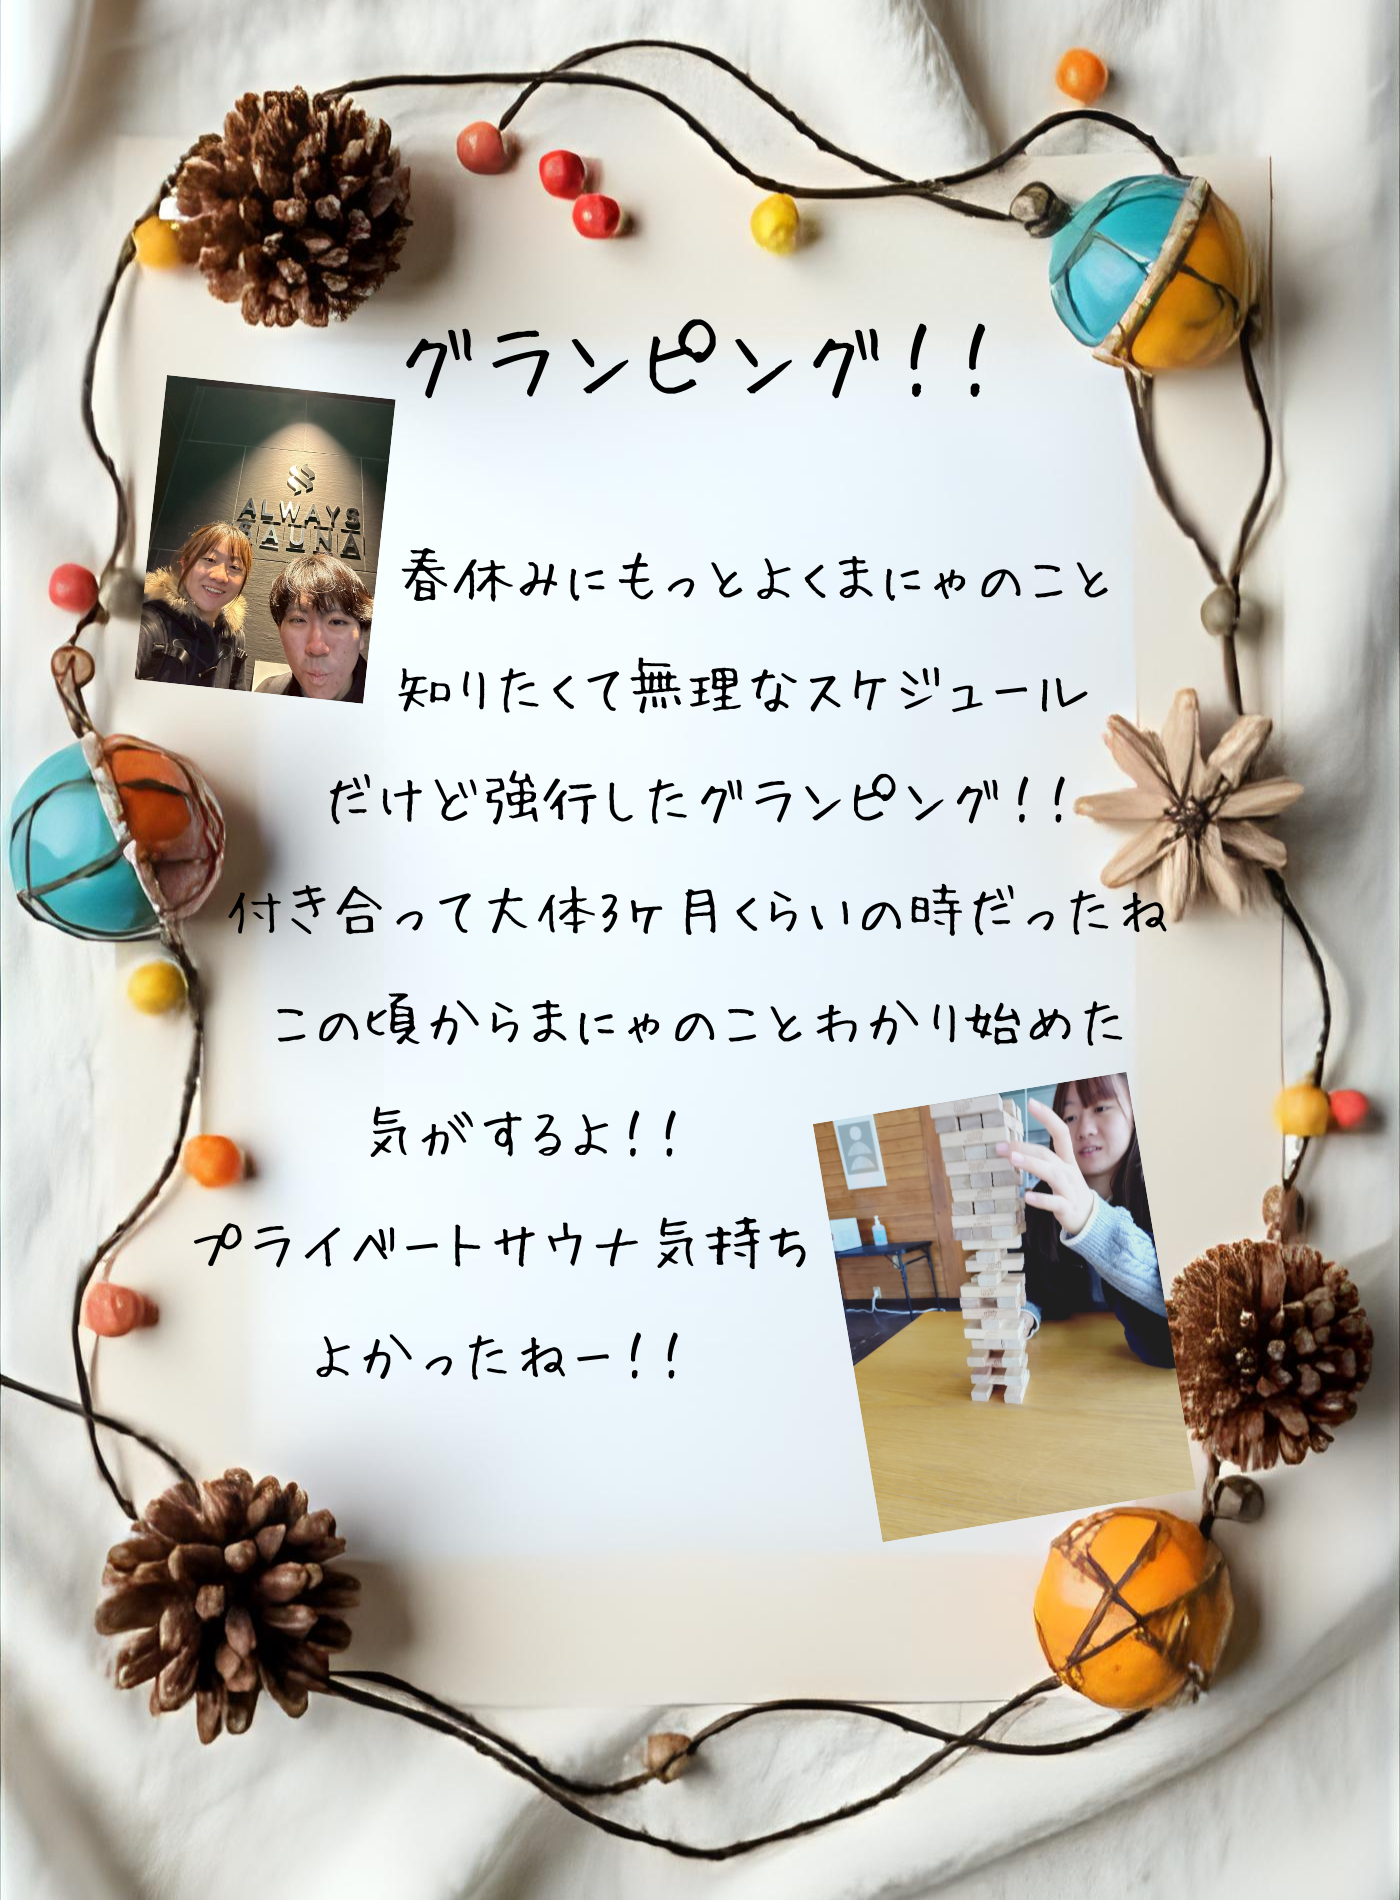 グランピング！！
ALWAYS
SAUNA
春休みにもっとよくまにゃのこと
知りたくて無理なスケジュール
だけど強行したグランピング！！
付き合って大体3ヶ月くらいの時だったね
この頃からまにゃのことわかり始めた
気がするよ！！
プライベートサウナ気持ち
よかったねー！！